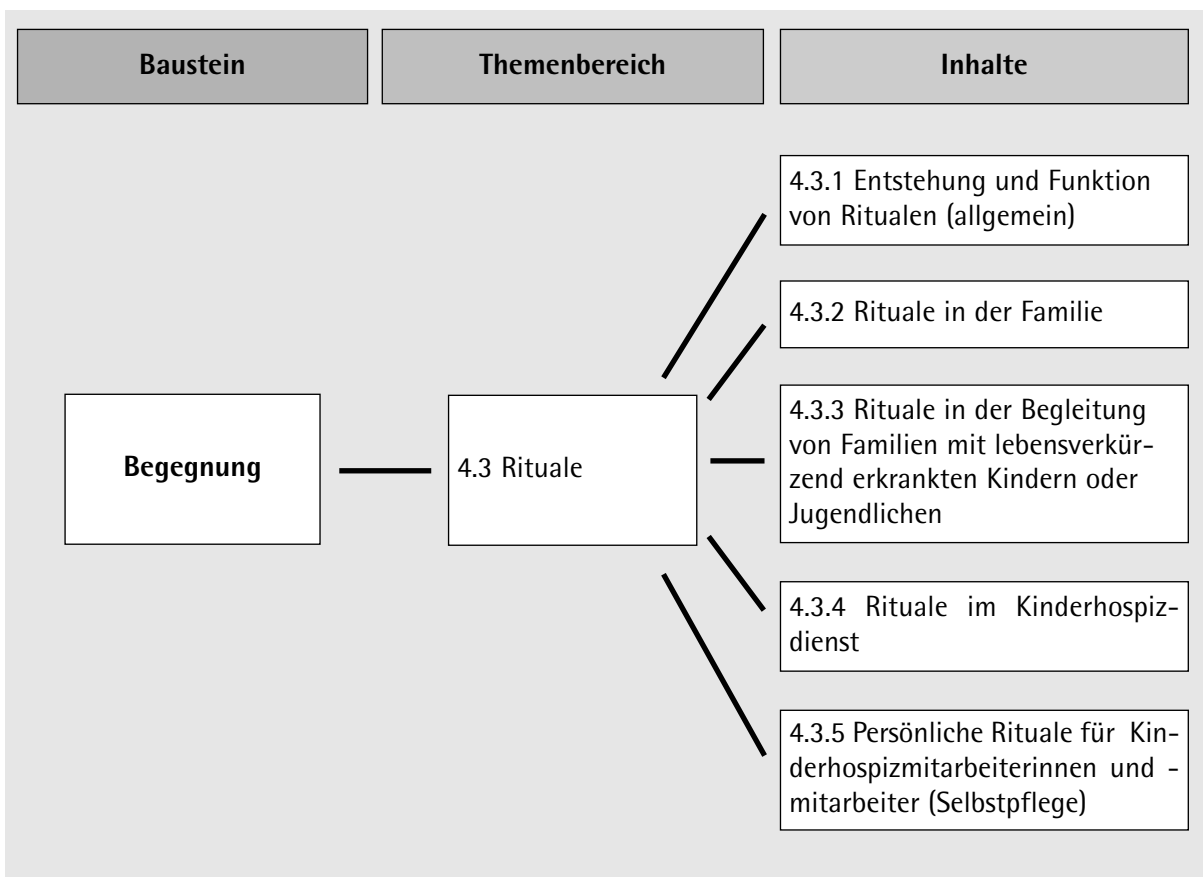 Baustein
Themenbereich
Inhalte
4.3.1 Entstehung und Funktion
von Ritualen (allgemein)
4.3.2 Rituale in der Familie
4.3.3 Rituale in der Begleitung
von Familien mit lebensverkür-
zend erkrankten Kindern oder
Jugendlichen
Begegnung
4.3 Rituale
4.3.4 Rituale im Kinderhospiz-
dienst
4.3.5 Persönliche Rituale für Kin-
derhospizmitarbeiterinnen und -
mitarbeiter (Selbstpflege)